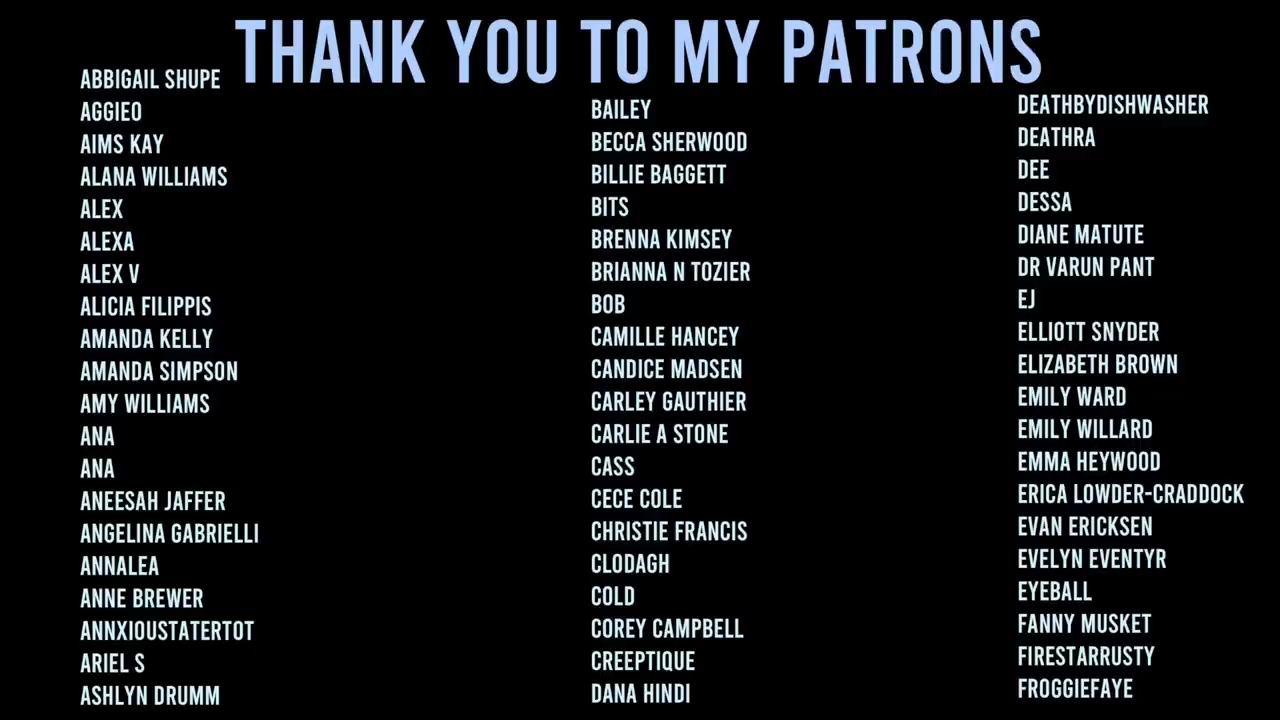 THANK YOU TO MY PATRONS
ABBIGAIL SHUPE
AGGIEO
AIMS KAY
ALANA WILLIAMS
ALEX
ALEXA
ALEX V
ALICIA FILIPPIS
AMANDA KELLY
AMANDA SIMPSON
AMY WILLIAMS
ANA
ANA
ANEESAH JAFFER
ANGELINA GABRIELLI
ANNALEA
ANNE BREWER
ANNXIOUSTATERTOT
ARIEL S
ASHLYN DRUMM
BAILEY
BECCA SHERWOOD
BILLIE BAGGETT
BITS
BRENNA KIMSEY
BRIANNA N TOZIER
BOB
CAMILLE HANCEY
CANDICE MADSEN
CARLEY GAUTHIER
CARLIE A STONE
CASS
CECE COLE
CHRISTIE FRANCIS
CLODAGH
COLD
COREY CAMPBELL
CREEPTIQUE
DANA HINDI
DEATHBYDISHWASHER
DEATHRA
DEE
DESSA
DIANE MATUTE
DR VARUN PANT
EJ
ELLIOTT SNYDER
ELIZABETH BROWN
EMILY WARD
EMILY WILLARD
EMMA HEYWOOD
ERICA LOWDER-CRADDOCK
EVAN ERICKSEN
EVELYN EVENTYR
EYEBALL
FANNY MUSKET
FIRESTARRUSTY
FROGGIEFAYE